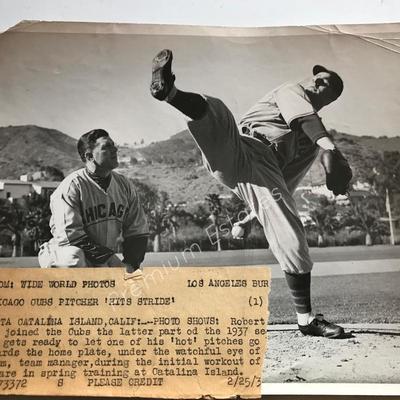 CHICAGO
Premium Estate S
OM: WIDE WORLD PHOTOS LOS ANGELES BUR
ICAGO CUBS PITCHER 'HITS STRIDE' (1)
TA CATALINA ISLAND,CALIF...PHOTO SHOWS: Robert
joined the Cubs the latter part od the 1937 se
gets ready to let one of his 'hot' pitches go
ards the home plate, under the watchful eye of
m, team manager,during the initial workout of
are in spring training at Catalina Island.
73372 S PLEASE CREDIT 2/25/3